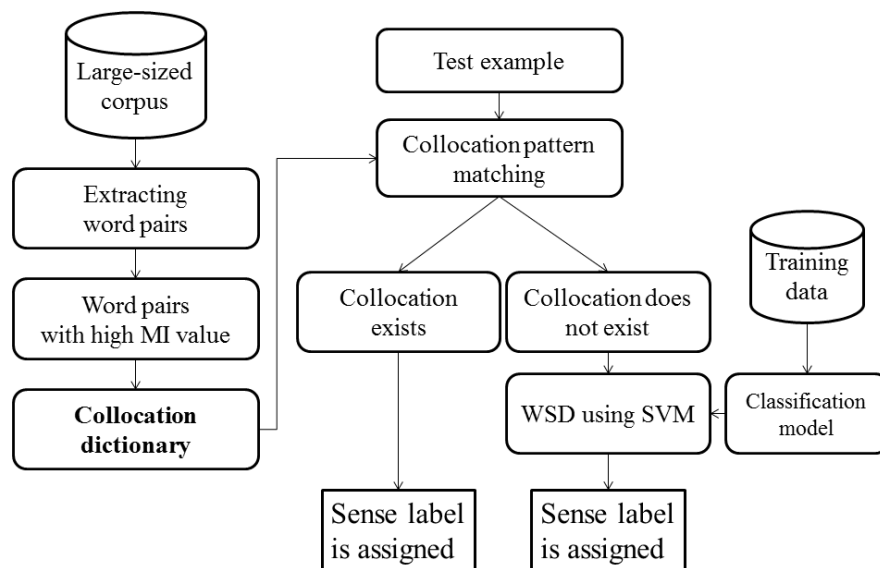 Large-sized
corpus
Extracting
word pairs
Word pairs
with high MI value
Collocation
dictionary
Test example
Collocation pattern
matching
Collocation
exists
Collocation does
not exist
Training
data
WSD using SVM
Classification
model
Sense label
is assigned
Sense label
is assigned